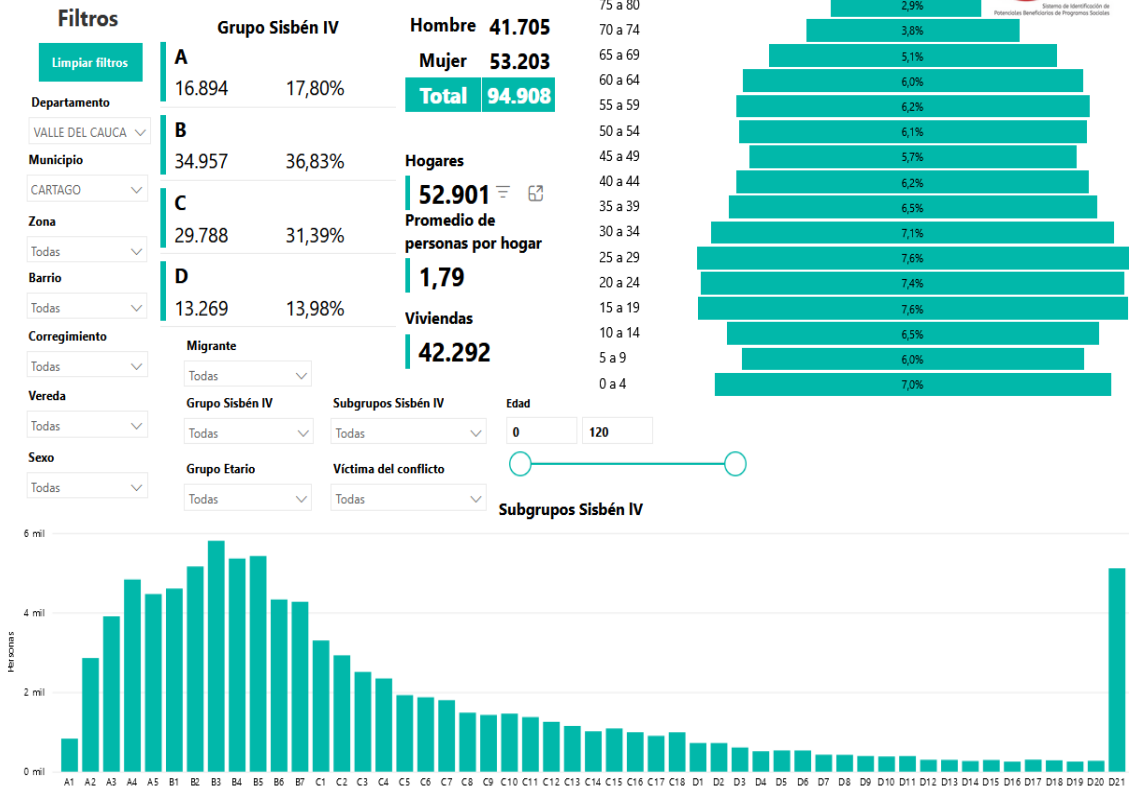 Filtros
Limpiar filtros
Departamento
VALLE DEL CAUCA
Municipio
CARTAGO
Zona
Todas
Barrio
Todas
Corregimiento
Todas
Vereda
Todas
Sexo
Todas
Grupo Sisbén IV
A
16.894 17,80%
B
34.957 36,83%
C
29.788 31,39%
D
13.269 13,98%
Migrante
Todas
Grupo Sisbén IV
Todas
Subgrupos Sisbén IV
Todas
Grupo Etario
Todas
Víctima del conflicto
Todas
Edad
0 120
Hombre 41.705
Mujer 53.203
Total 94.908
Hogares
52.901
Promedio de
personas por hogar
1,79
Viviendas
42.292
Sistema de Identificación de
Potenciales Beneficiarios de Programas Sociales
75 a 80 2,9%
70 a 74 3,8%
65 a 69 5,1%
60 a 64 6,0%
55 a 59 6,2%
50 a 54 6,1%
45 a 49 5,7%
40 a 44 6,2%
35 a 39 6,5%
30 a 34 7,1%
25 a 29 7,6%
20 a 24 7,4%
15 a 19 7,6%
10 a 14 6,5%
5 a 9 6,0%
0 a 4 7,0%
Subgrupos Sisbén lV
Personas
6 mil
4 mil
2 mil
0 mil
A1 A2 A3 A4 A5 B1 B2 B3 B4 B5 B6 B7 C1 C2 C3 C4 C5 C6 C7 C8 C9 C10 C11 C12 C13 C14 C15 C16 C17 C18 D1 D2 D3 D4 D5 D6 D7 D8 D9 D10 D11 D12 D13 D14 D15 D16 D17 D18 D19 D20 D21